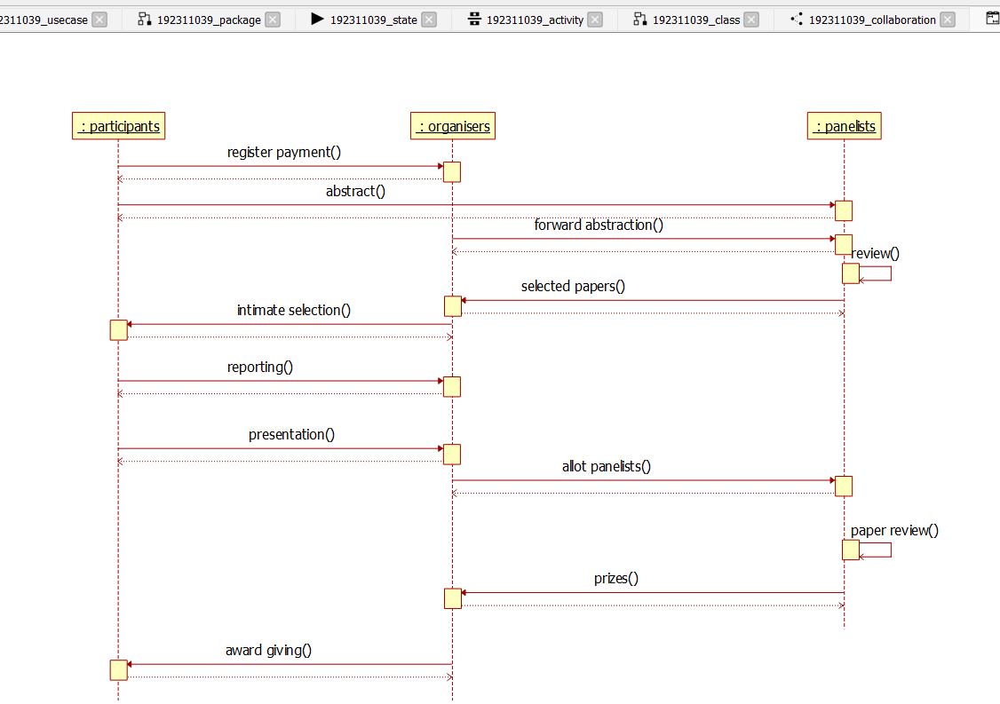 2311039_usecase 192311039_package 192311039_state 192311039_activity 192311039_class 192311039_collaboration
: participants : organisers : panelists
register payment()
abstract()
forward abstraction()
review()
selected papers()
intimate selection()
reporting()
presentation()
allot panelists()
paper review()
prizes()
award giving()